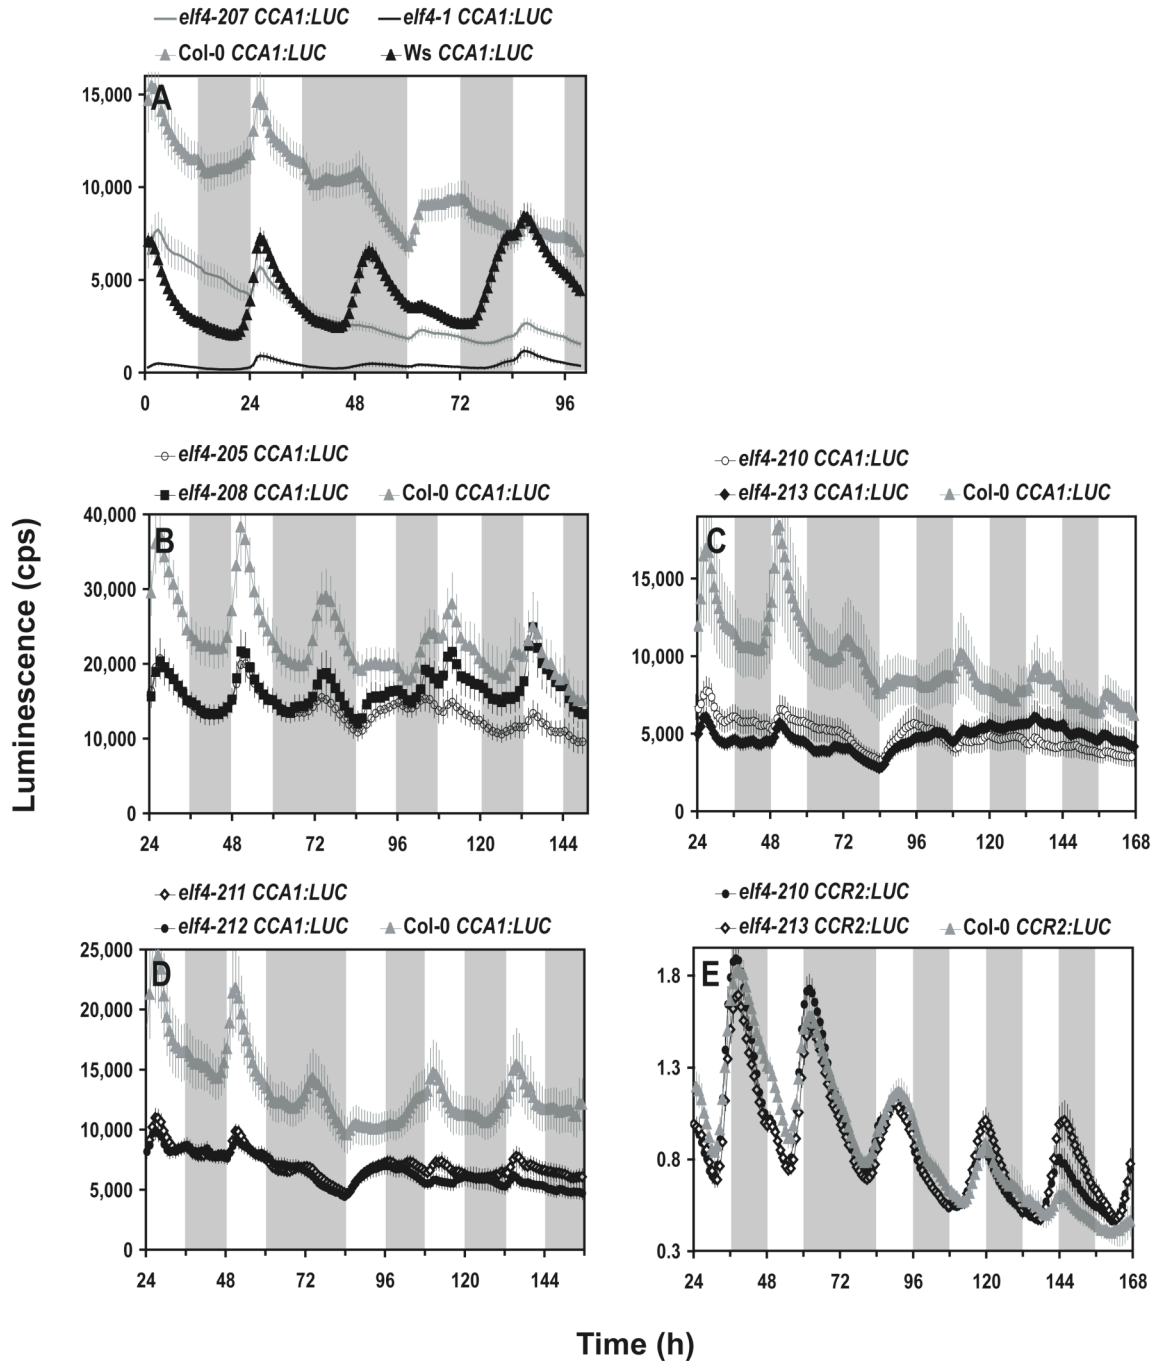 elf4-207 CCA1:LUC elf4-1 CCA1:LUC
Col-0 CCA1:LUC Ws CCA1:LUC
A
15,000
10,000
5,000
0
0 24 48 72 96
elf4-205 CCA1:LUC
elf4-208 CCA1:LUC Col-0 CCA1:LUC
B
40,000
30,000
20,000
10,000
0
24 48 72 96 120 144
elf4-210 CCA1:LUC
elf4-213 CCA1:LUC Col-0 CCA1:LUC
C
15,000
10,000
5,000
0
24 48 72 96 120 144 168
elf4-211 CCA1:LUC
elf4-212 CCA1:LUC Col-0 CCA1:LUC
D
25,000
20,000
15,000
10,000
5,000
0
24 48 72 96 120 144
elf4-210 CCR2:LUC
elf4-213 CCR2:LUC Col-0 CCR2:LUC
E
1.8
1.3
0.8
0.3
24 48 72 96 120 144 168
Luminescence (cps)
Time (h)